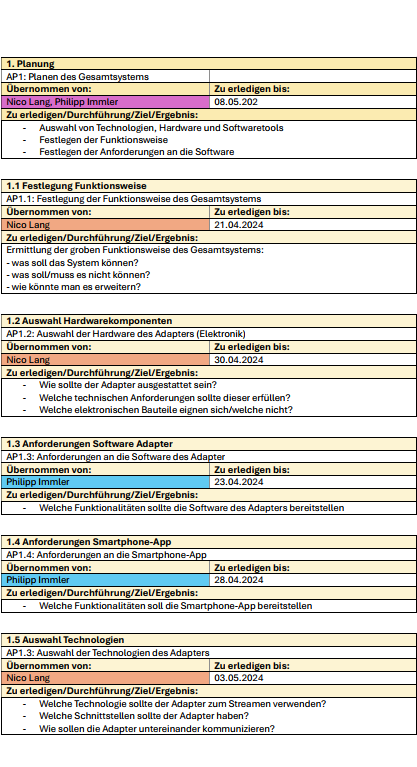 1. Planung
AP1: Planen des Gesamtsystems
Übernommen von: Zu erledigen bis:
Nico Lang, Philipp Immler 08.05.202
Zu erledigen/Durchführung/Ziel/Ergebnis:
- Auswahl von Technologien, Hardware und Softwaretools
- Festlegen der Funktionsweise
- Festlegen der Anforderungen an die Software
1.1 Festlegung Funktionsweise
AP1.1: Festlegung der Funktionsweise des Gesamtsystems
Übernommen von: Zu erledigen bis:
Nico Lang 21.04.2024
Zu erledigen/Durchführung/Ziel/Ergebnis:
Ermittlung der groben Funktionsweise des Gesamtsystems:
- was soll das System können?
- was soll/muss es nicht können?
- wie könnte man es erweitern?
1.2 Auswahl Hardwarekomponenten
AP1.2: Auswahl der Hardware des Adapters (Elektronik)
Übernommen von: Zu erledigen bis:
Nico Lang 30.04.2024
Zu erledigen/Durchführung/Ziel/Ergebnis:
- Wie sollte der Adapter ausgestattet sein?
- Welche technischen Anforderungen sollte dieser erfüllen?
- Welche elektronischen Bauteile eignen sich/welche nicht?
1.3 Anforderungen Software Adapter
AP1.3: Anforderungen an die Software des Adapter
Übernommen von: Zu erledigen bis:
Philipp Immler 23.04.2024
Zu erledigen/Durchführung/Ziel/Ergebnis:
- Welche Funktionalitäten sollte die Software des Adapters bereitstellen
1.4 Anforderungen Smartphone-App
AP1.4: Anforderungen an die Smartphone-App
Übernommen von: Zu erledigen bis:
Philipp Immler 28.04.2024
Zu erledigen/Durchführung/Ziel/Ergebnis:
- Welche Funktionalitäten soll die Smartphone-App bereitstellen
1.5 Auswahl Technologien
AP1.3: Auswahl der Technologien des Adapters
Übernommen von: Zu erledigen bis:
Nico Lang 03.05.2024
Zu erledigen/Durchführung/Ziel/Ergebnis:
- Welche Technologie sollte der Adapter zum Streamen verwenden?
- Welche Schnittstellen sollte der Adapter haben?
- Wie sollen die Adapter untereinander kommunizieren?